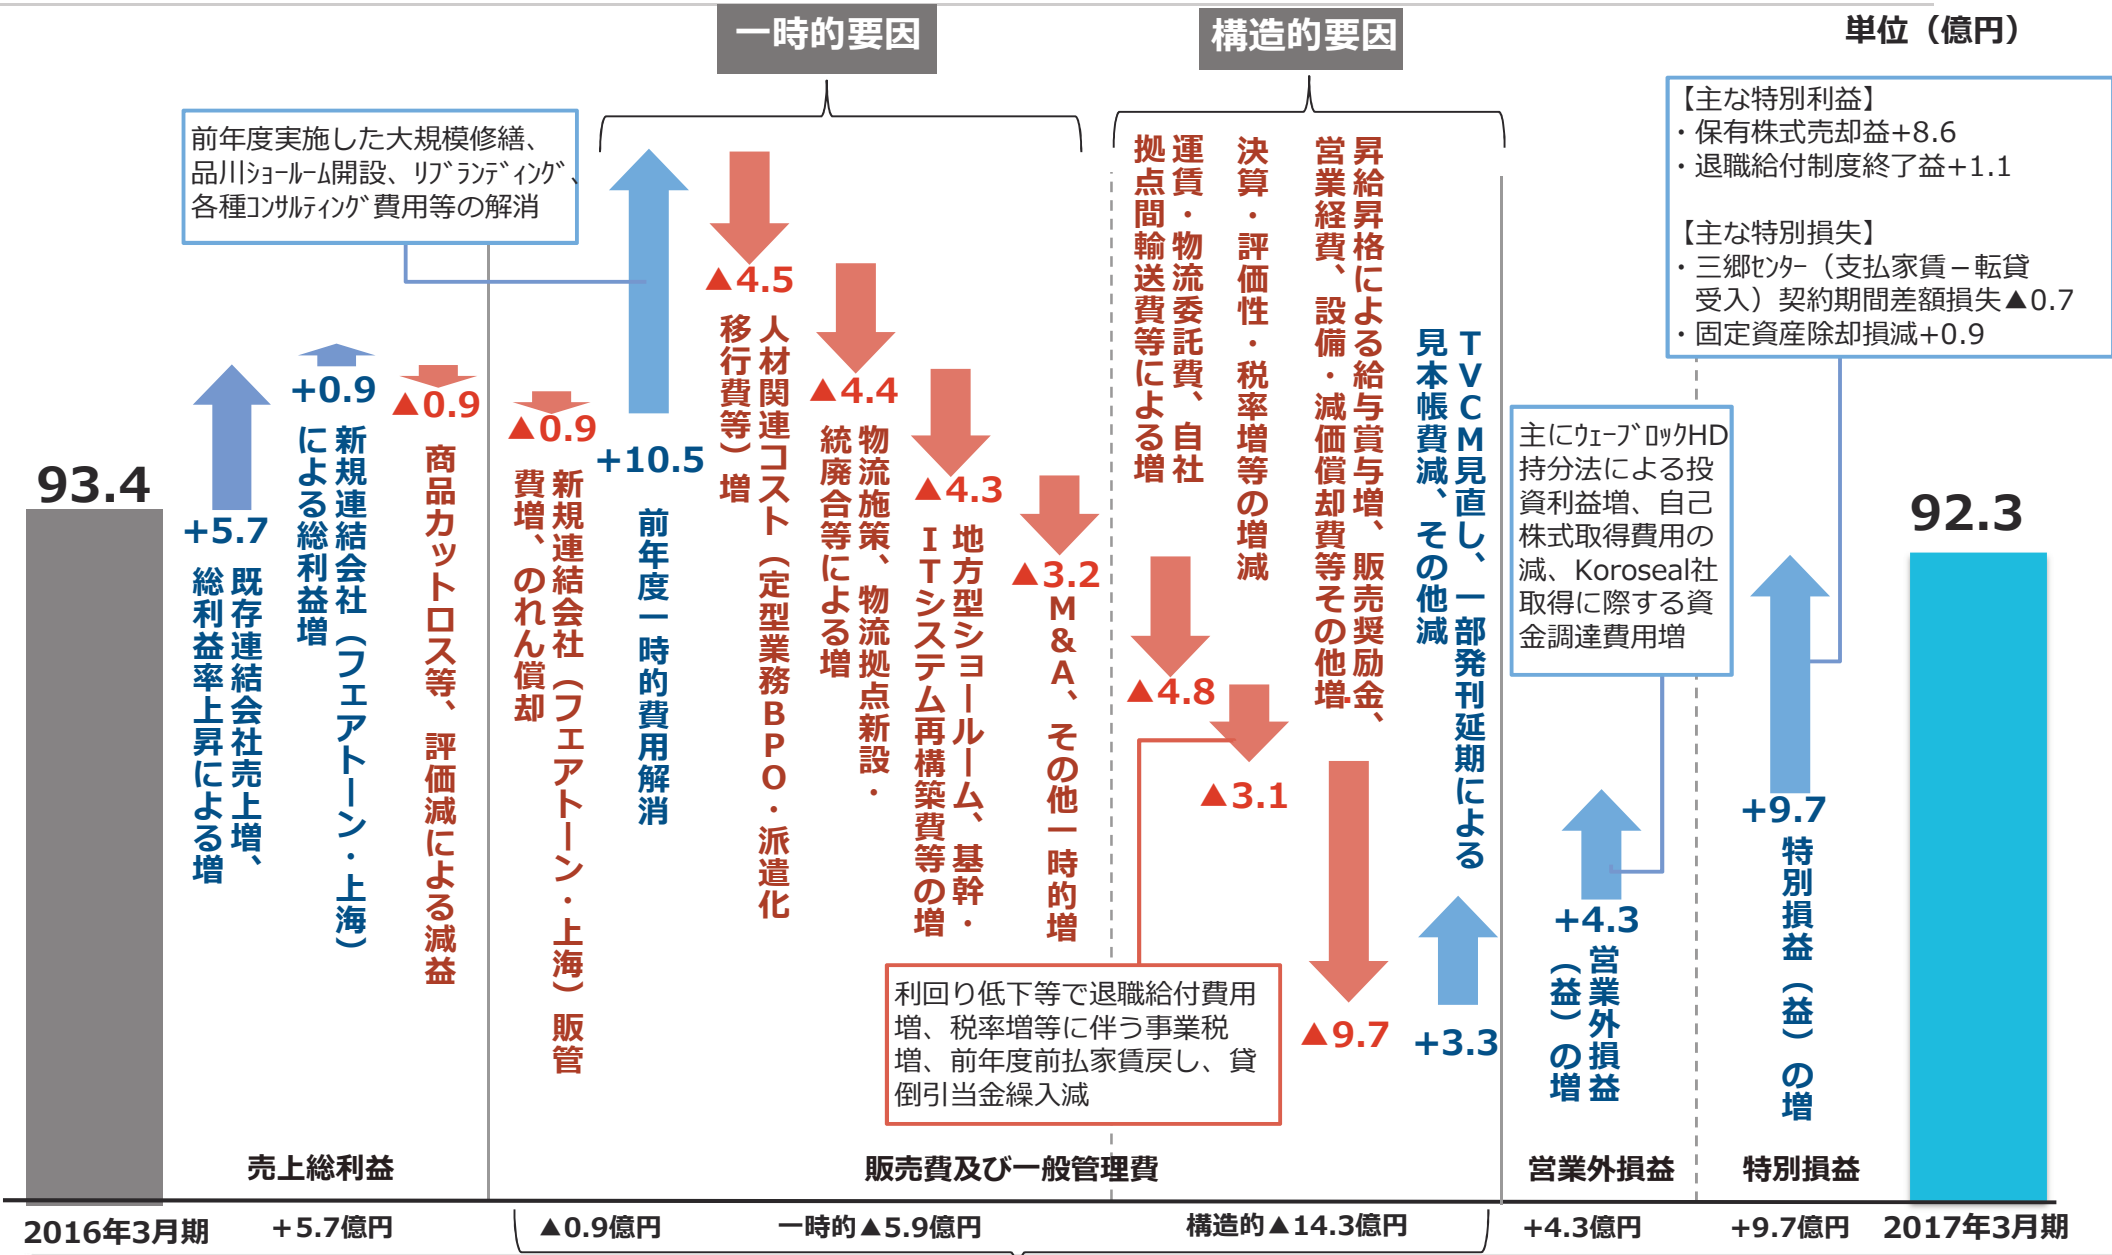 一時的要因
構造的要因
単位（億円）
前年度実施した大規模修繕、
品川ｼｮｰﾙｰﾑ開設、ﾘﾌﾞﾗﾝﾃﾞｨﾝｸﾞ、
各種ｺﾝｻﾙﾃｨﾝｸﾞ費用等の解消
【主な特別利益】
・保有株式売却益+8.6
・退職給付制度終了益+1.1
【主な特別損失】
・三郷ｾﾝﾀｰ（支払家賃－転貸
受入）契約期間差額損失▲0.7
・固定資産除却損減+0.9
93.4
+5.7
既存連結会社売上増、
総利益率上昇による増
+0.9
新規連結会社（フェアトーン・上海）
による総利益増
▲0.9
商品カットロス等、評価減による減益
▲0.9
新規連結会社（フェアトーン・上海）販管
費増、のれん償却
+10.5
前年度一時的費用解消
▲4.5
人材関連コスト（定型業務ＢＰＯ・派遣化
移行費等）増
▲4.4
物流施策、物流拠点新設・
統廃合等による増
▲4.3
地方型ショールーム、基幹・
ＩＴシステム再構築費等の増
▲3.2
Ｍ＆Ａ、その他一時的増
運賃・物流委託費、自社
拠点間輸送費等による増
▲4.8
決算・評価性・税率増等の増減
▲3.1
昇給昇格による給与賞与増、販売奨励金、
営業経費、設備・減価償却費等その他増
▲9.7
ＴＶＣＭ見直し、一部発刊延期による
見本帳費減、その他減
+3.3
利回り低下等で退職給付費用
増、税率増等に伴う事業税
増、前年度前払家賃戻し、貸
倒引当金繰入減
主にｳｪｰﾌﾞﾛｯｸHD
持分法による投
資利益増、自己
株式取得費用の
減、Koroseal社
取得に際する資
金調達費用増
+4.3
営業外損益
（益）の増
+9.7
特別損益（益）の増
92.3
売上総利益
販売費及び一般管理費
営業外損益
特別損益
2016年3月期
+5.7億円
▲0.9億円
一時的▲5.9億円
構造的▲14.3億円
+4.3億円
+9.7億円
2017年3月期